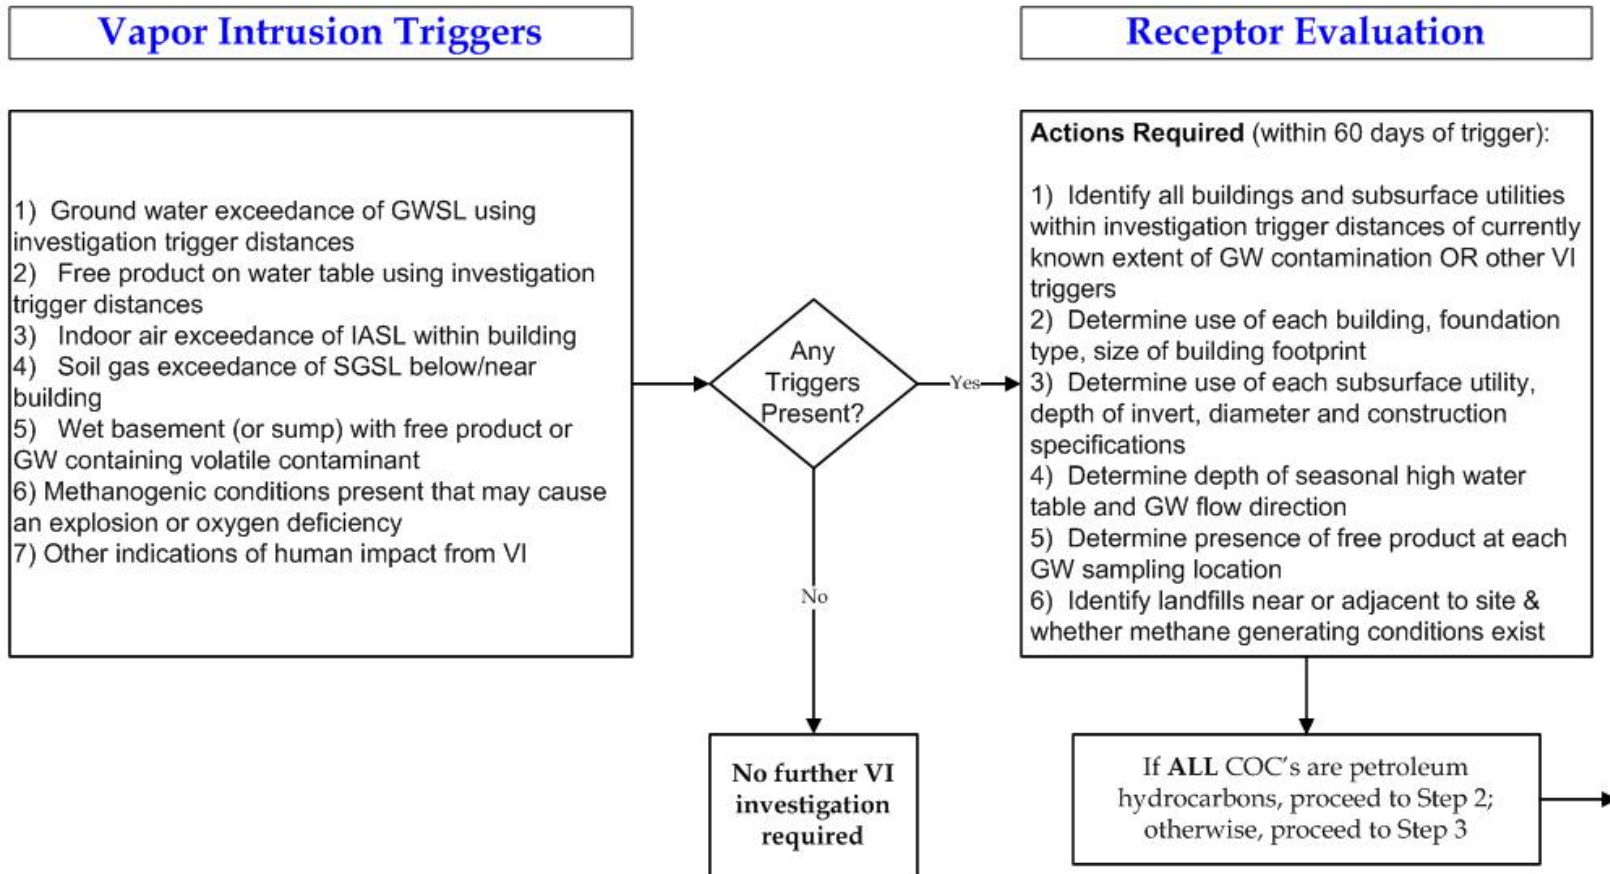 Vapor Intrusion Triggers
Receptor Evaluation
1) Ground water exceedance of GWSL using
investigation trigger distances
2) Free product on water table using investigation
trigger distances
3) Indoor air exceedance of IASL within building
4) Soil gas exceedance of SGSL below/near
building
5) Wet basement (or sump) with free product or
GW containing volatile contaminant
6) Methanogenic conditions present that may cause
an explosion or oxygen deficiency
7) Other indications of human impact from VI
Any
Triggers
Present?
Yes
No
No further VI
investigation
required
Actions Required (within 60 days of trigger):
1) Identify all buildings and subsurface utilities
within investigation trigger distances of currently
known extent of GW contamination OR other VI
triggers
2) Determine use of each building, foundation
type, size of building footprint
3) Determine use of each subsurface utility,
depth of invert, diameter and construction
specifications
4) Determine depth of seasonal high water
table and GW flow direction
5) Determine presence of free product at each
GW sampling location
6) Identify landfills near or adjacent to site &
whether methane generating conditions exist
If ALL COC's are petroleum
hydrocarbons, proceed to Step 2;
otherwise, proceed to Step 3